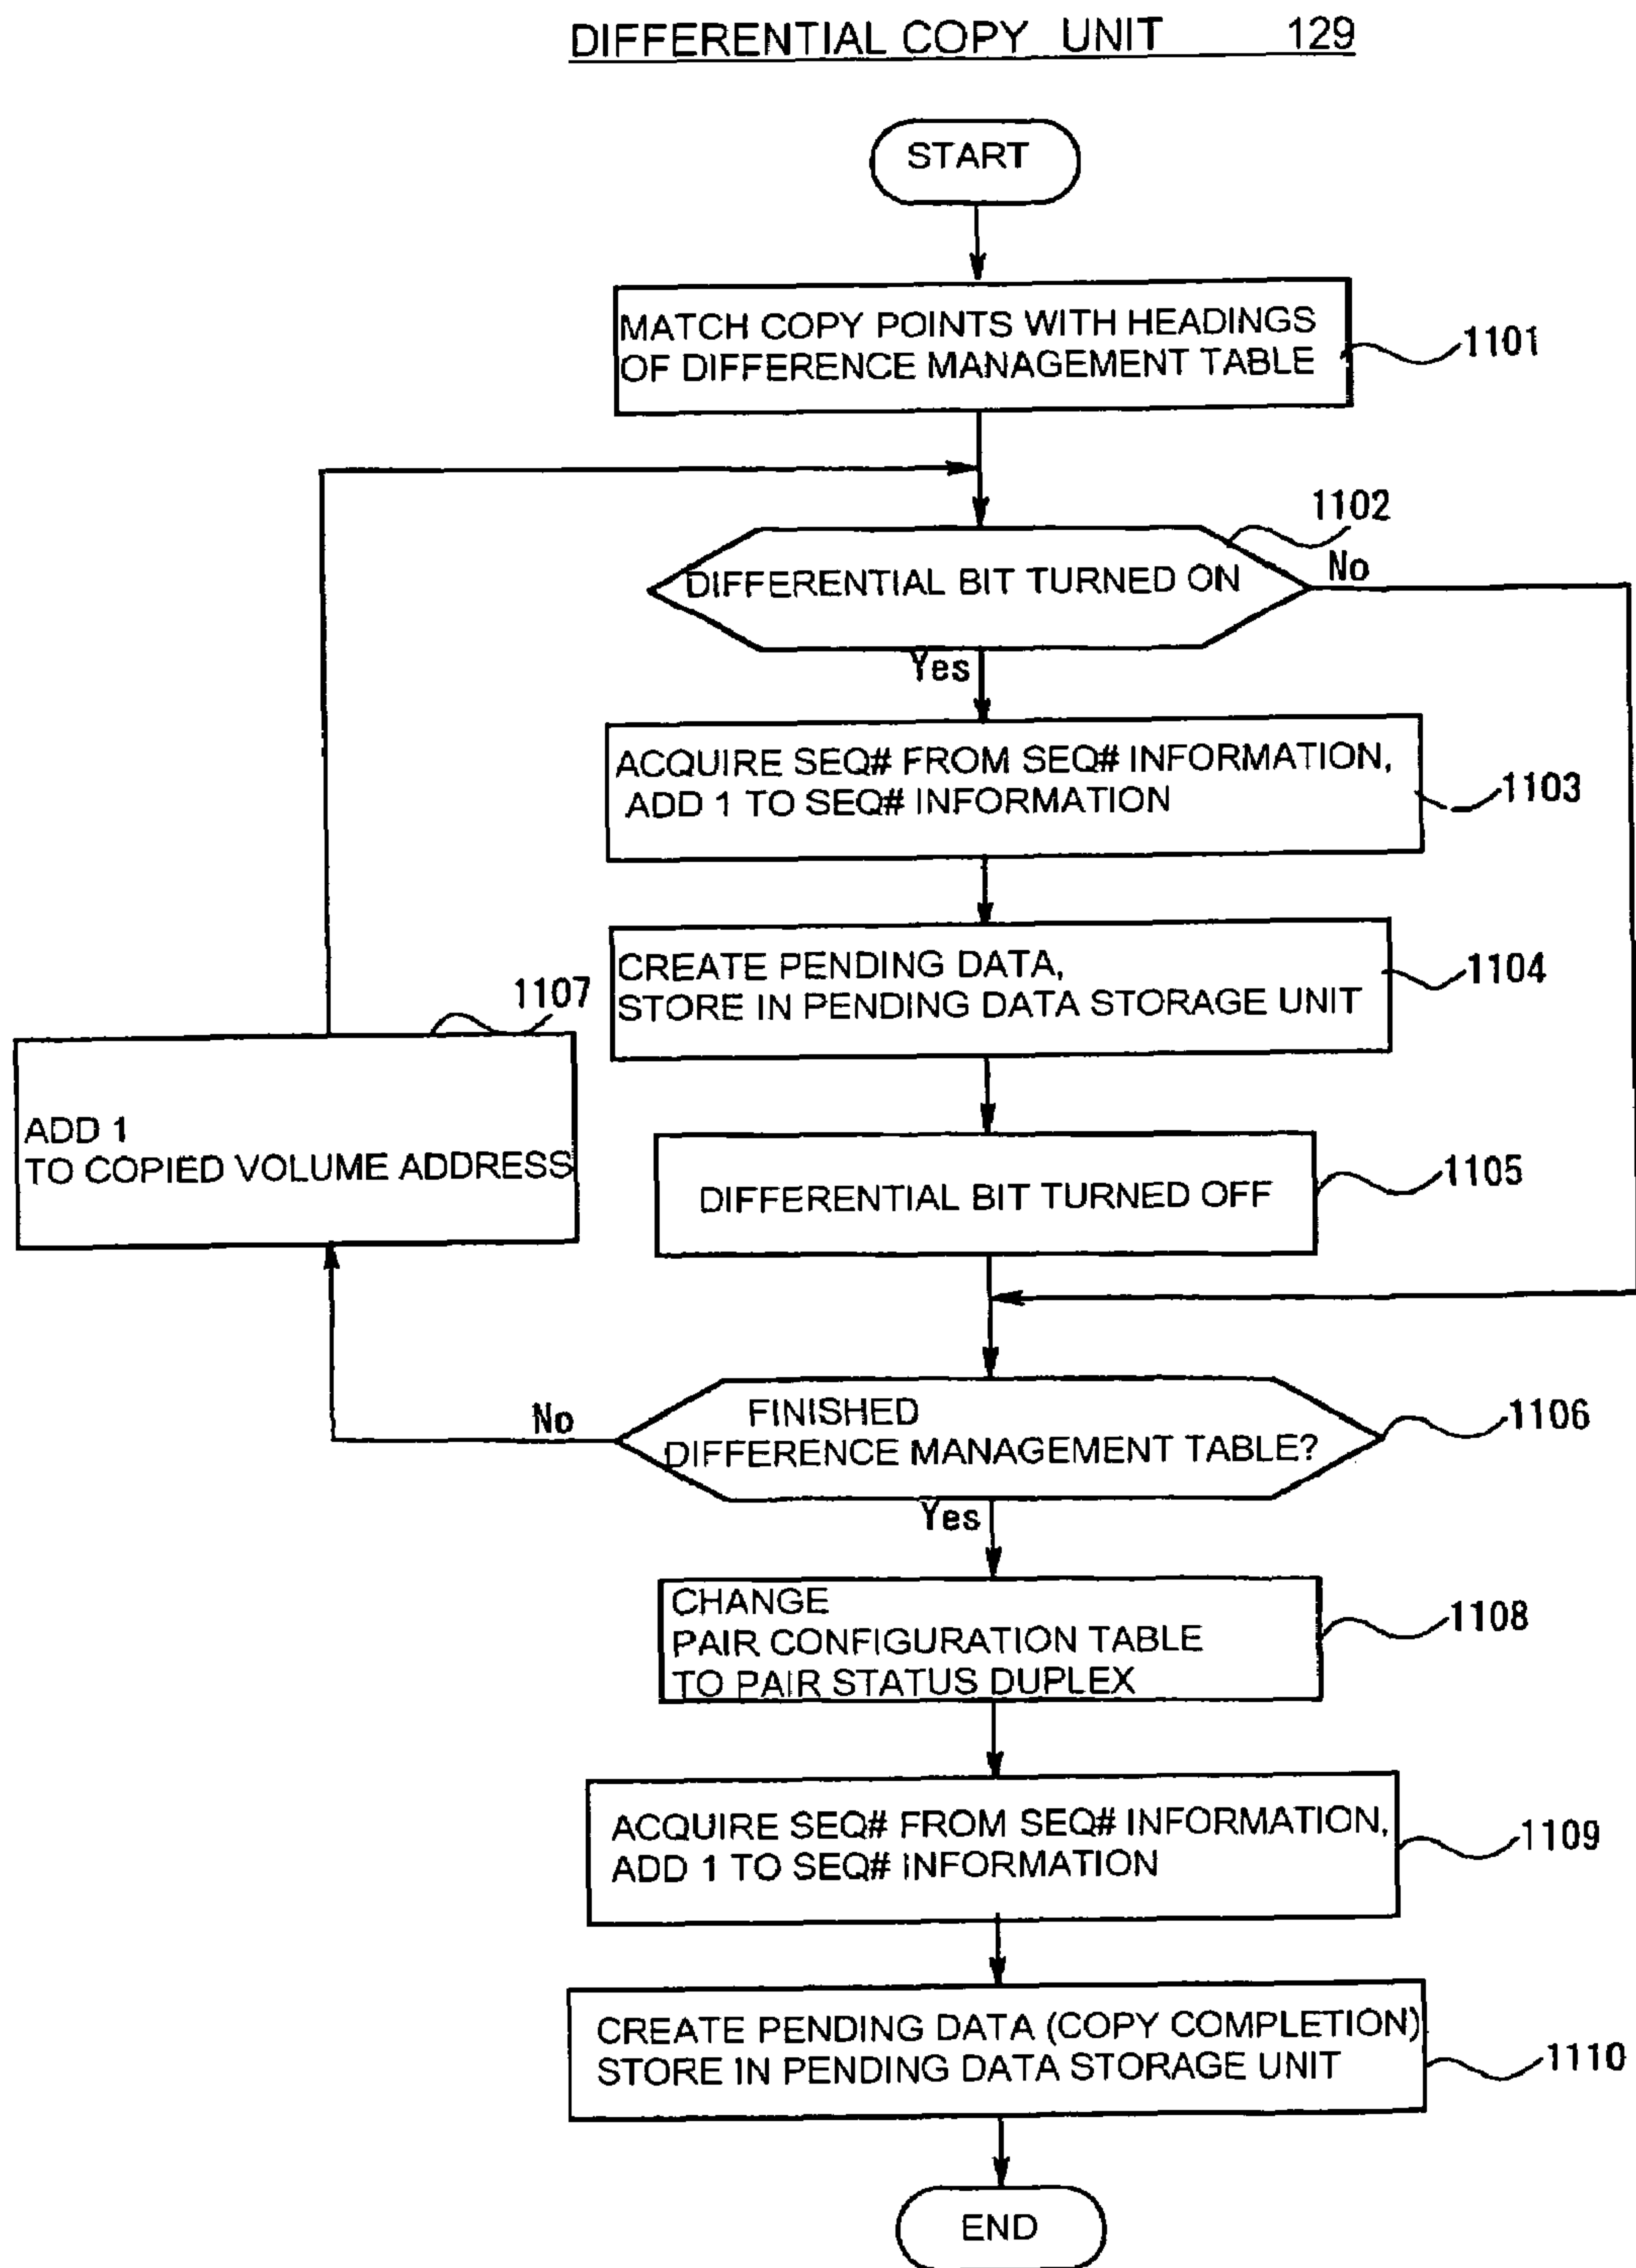 DIFFERENTIAL COPY UNIT 129
START
MATCH COPY POINTS WITH HEADINGS
OF DIFFERENCE MANAGEMENT TABLE
1101
1102
DIFFERENTIAL BIT TURNED ON
No
Yes
ACQUIRE SEQ# FROM SEQ# INFORMATION,
ADD 1 TO SEQ# INFORMATION
1103
CREATE PENDING DATA,
STORE IN PENDING DATA STORAGE UNIT
1104
1107
ADD 1
TO COPIED VOLUME ADDRESS
DIFFERENTIAL BIT TURNED OFF
1105
FINISHED
DIFFERENCE MANAGEMENT TABLE?
1106
No
Yes
CHANGE
PAIR CONFIGURATION TABLE
TO PAIR STATUS DUPLEX
1108
ACQUIRE SEQ# FROM SEQ# INFORMATION,
ADD 1 TO SEQ# INFORMATION
1109
CREATE PENDING DATA (COPY COMPLETION)
STORE IN PENDING DATA STORAGE UNIT
1110
END